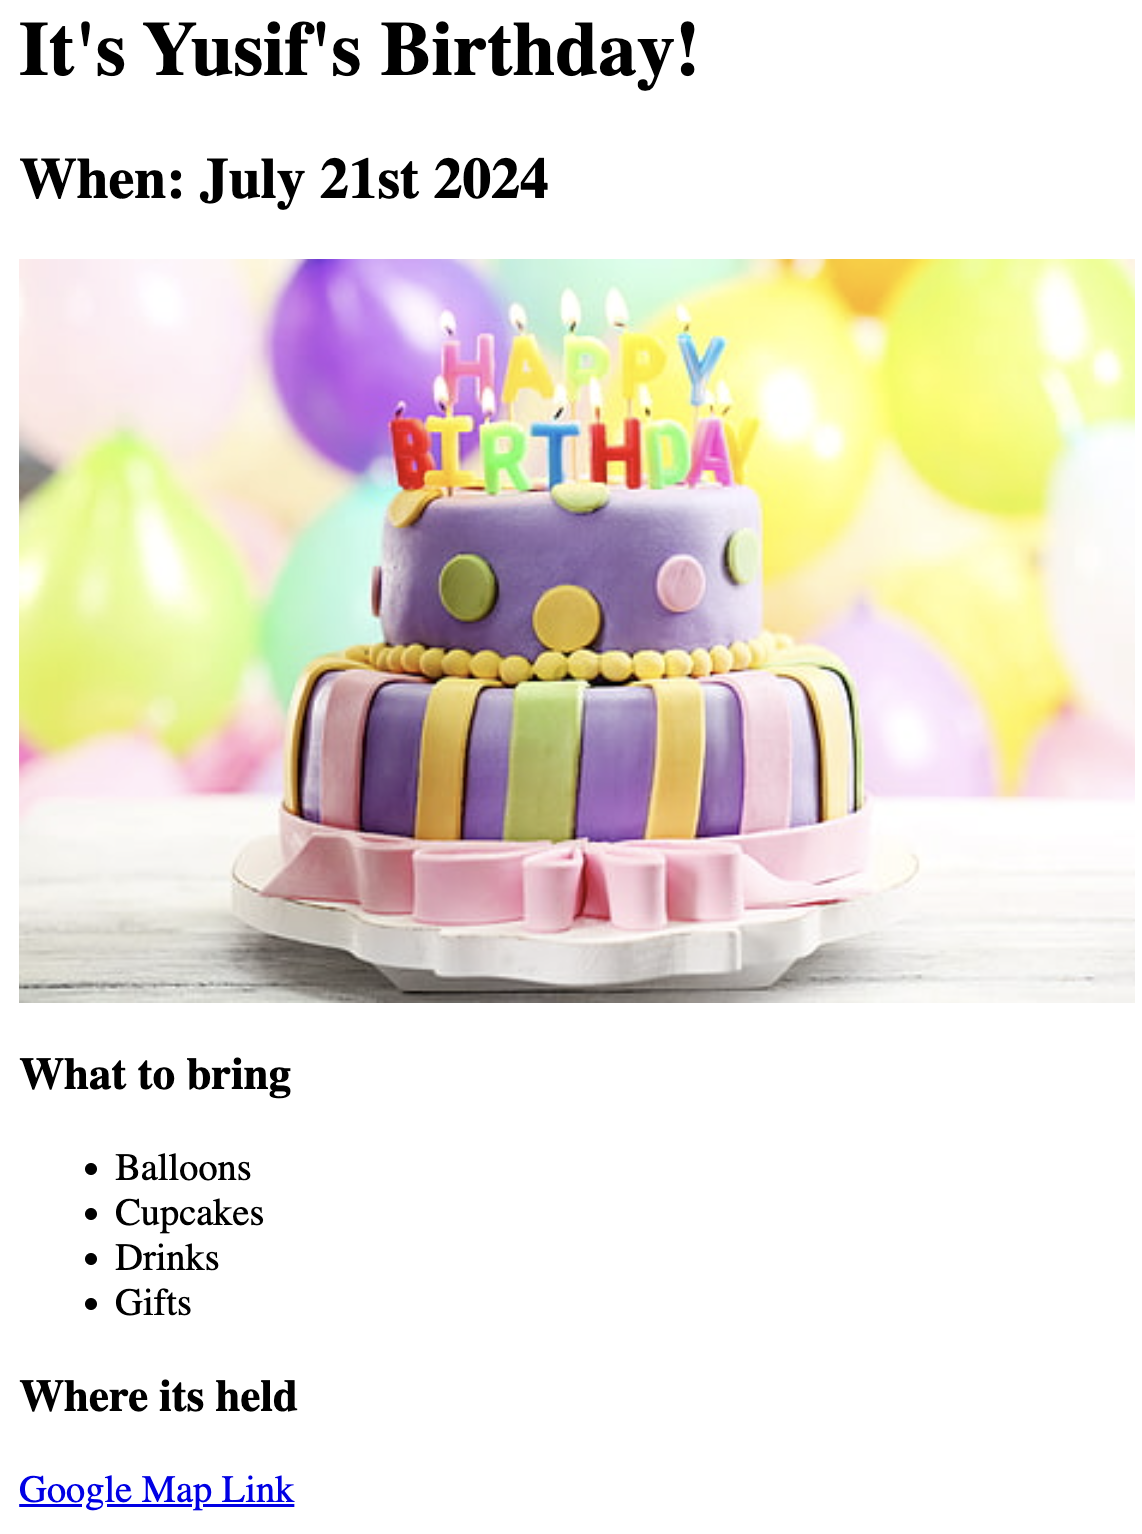 It's Yusif's Birthday!
When: July 21st 2024
HAPPY
BIRTHDAY
What to bring
Balloons
Cupcakes
Drinks
Gifts
Where its held
Google Map Link